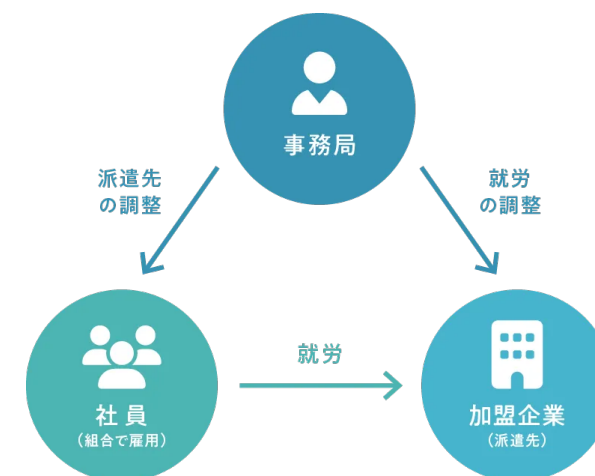 事務局
派遣先
の調整
就労
の調整
就労
社員
（組合で雇用）
加盟企業
（派遣先）